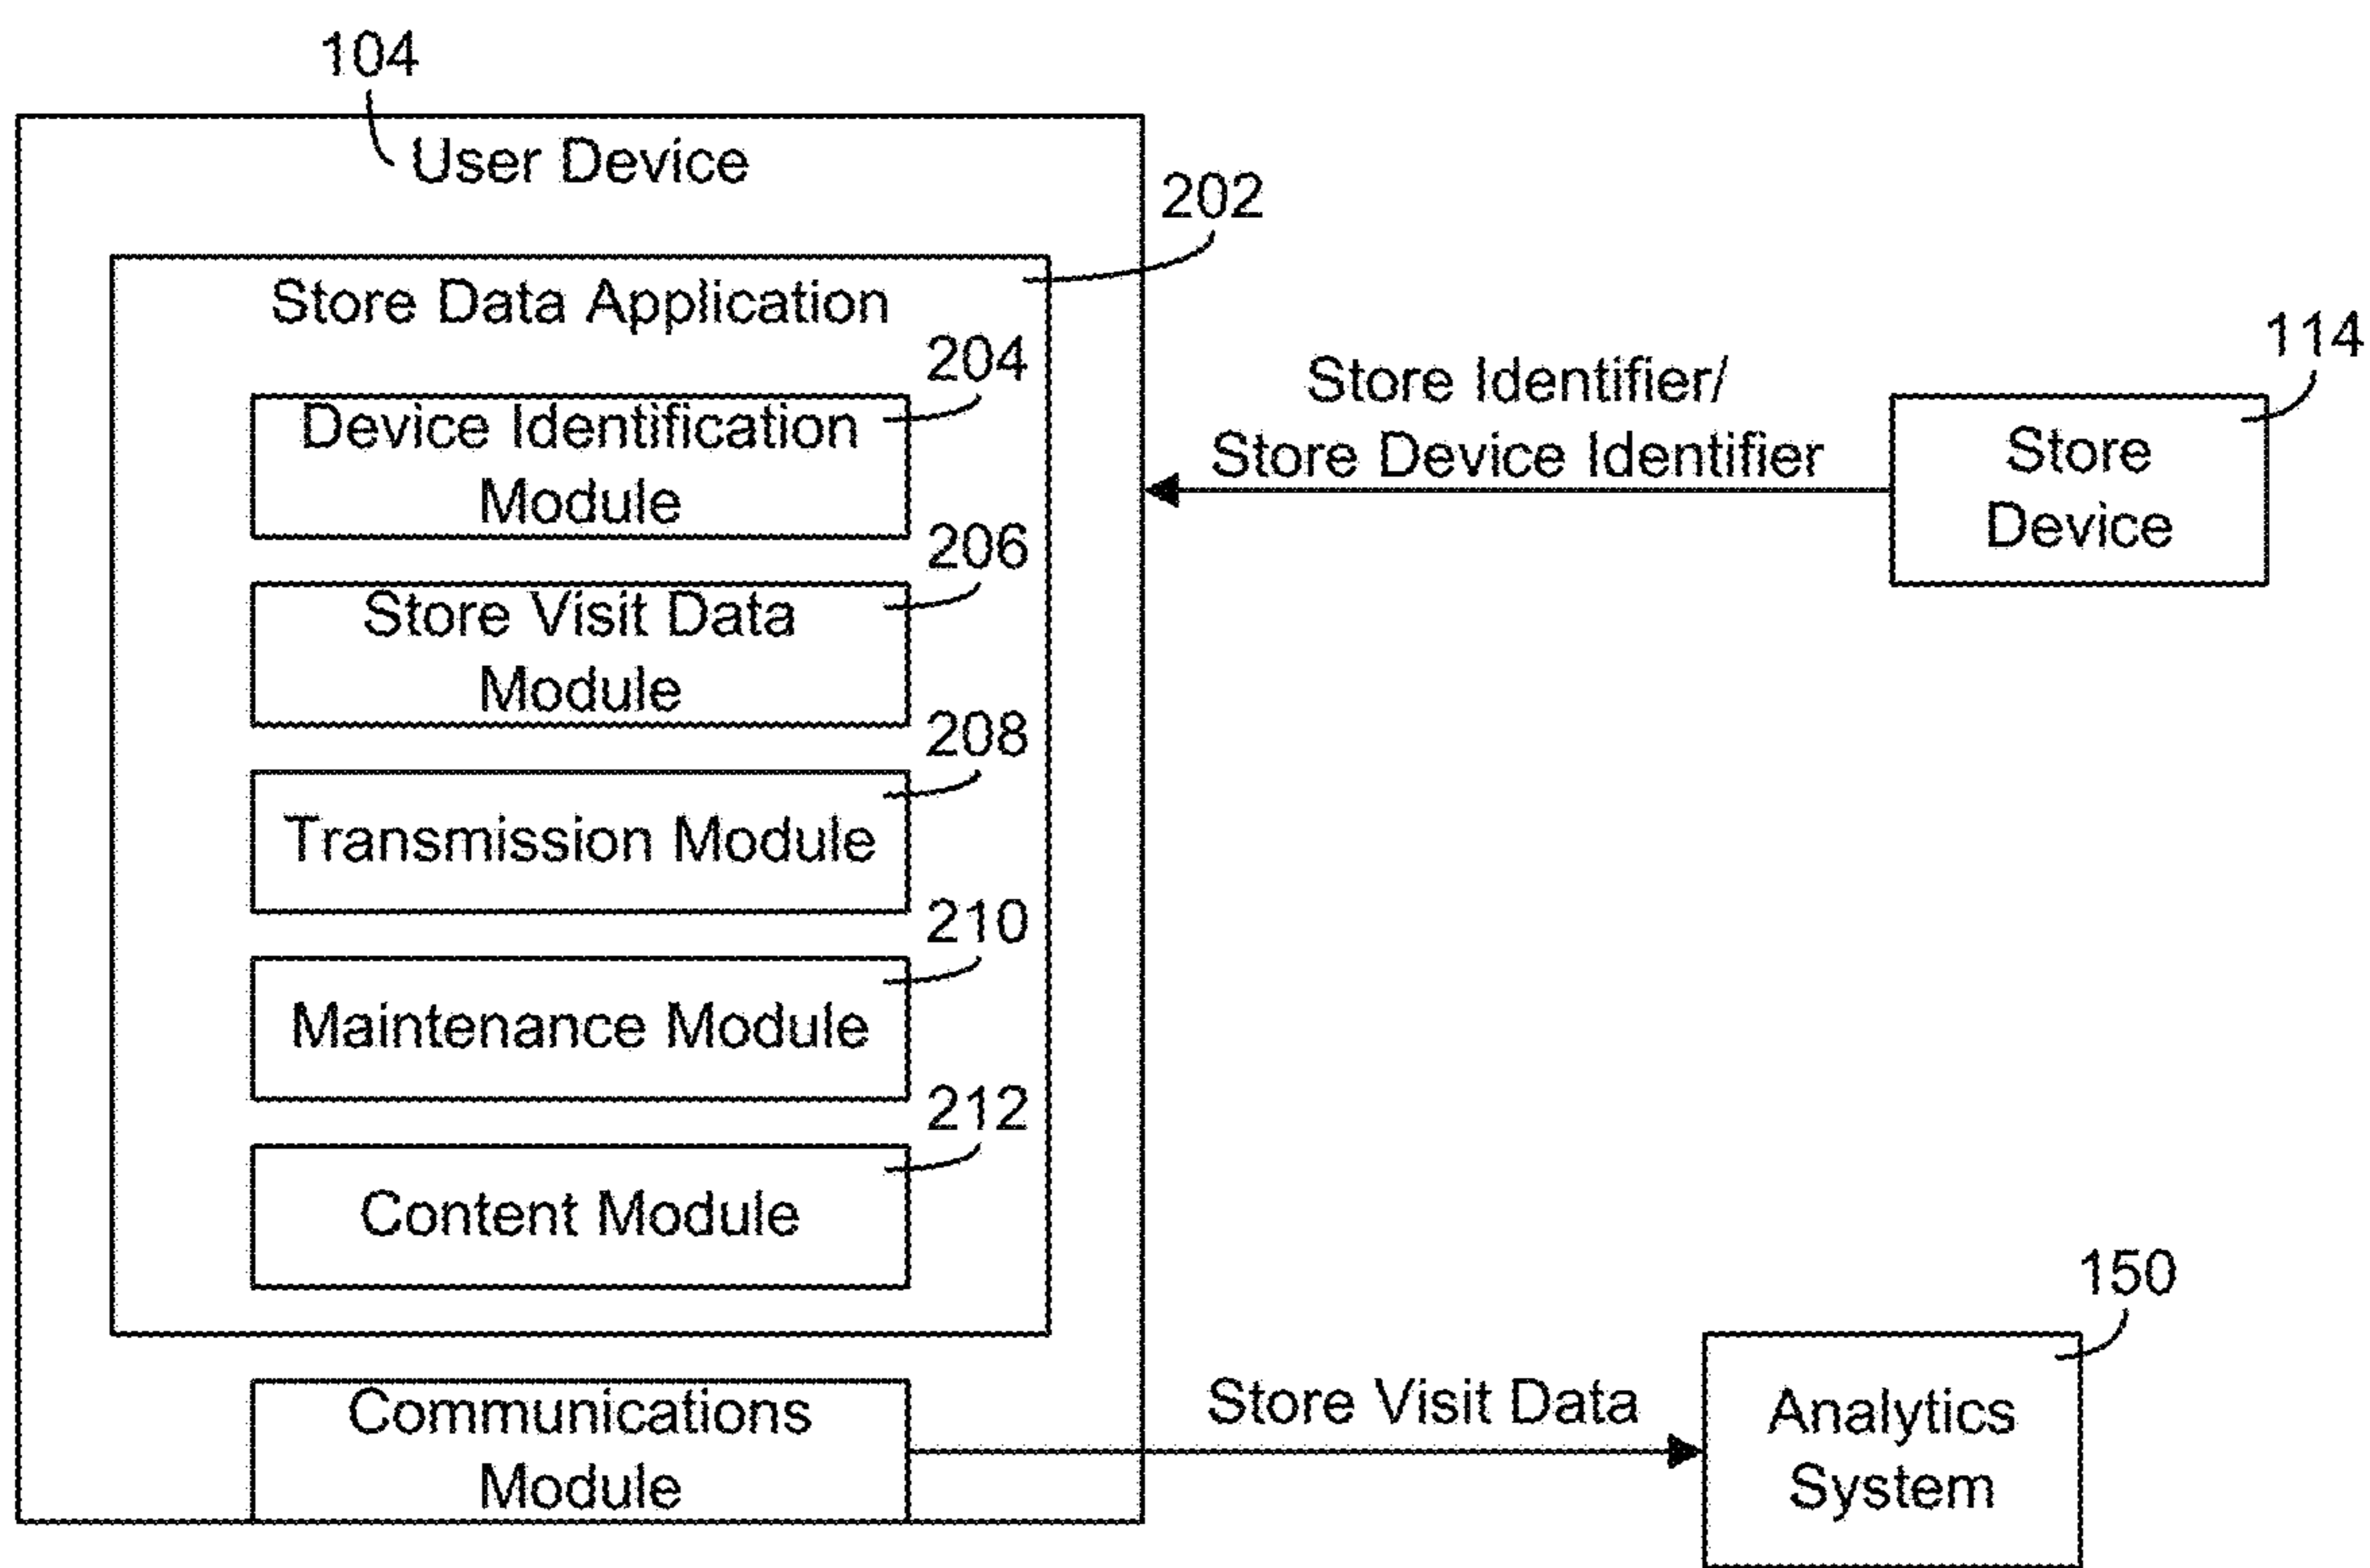 104
User Device
202
Store Data Application
204
Device Identification
Module
206
Store Visit Data
Module
208
Transmission Module
210
Maintenance Module
212
Content Module
Communications
Module
Store Identifier/
Store Device Identifier
114
Store
Device
Store Visit Data
150
Analytics
System